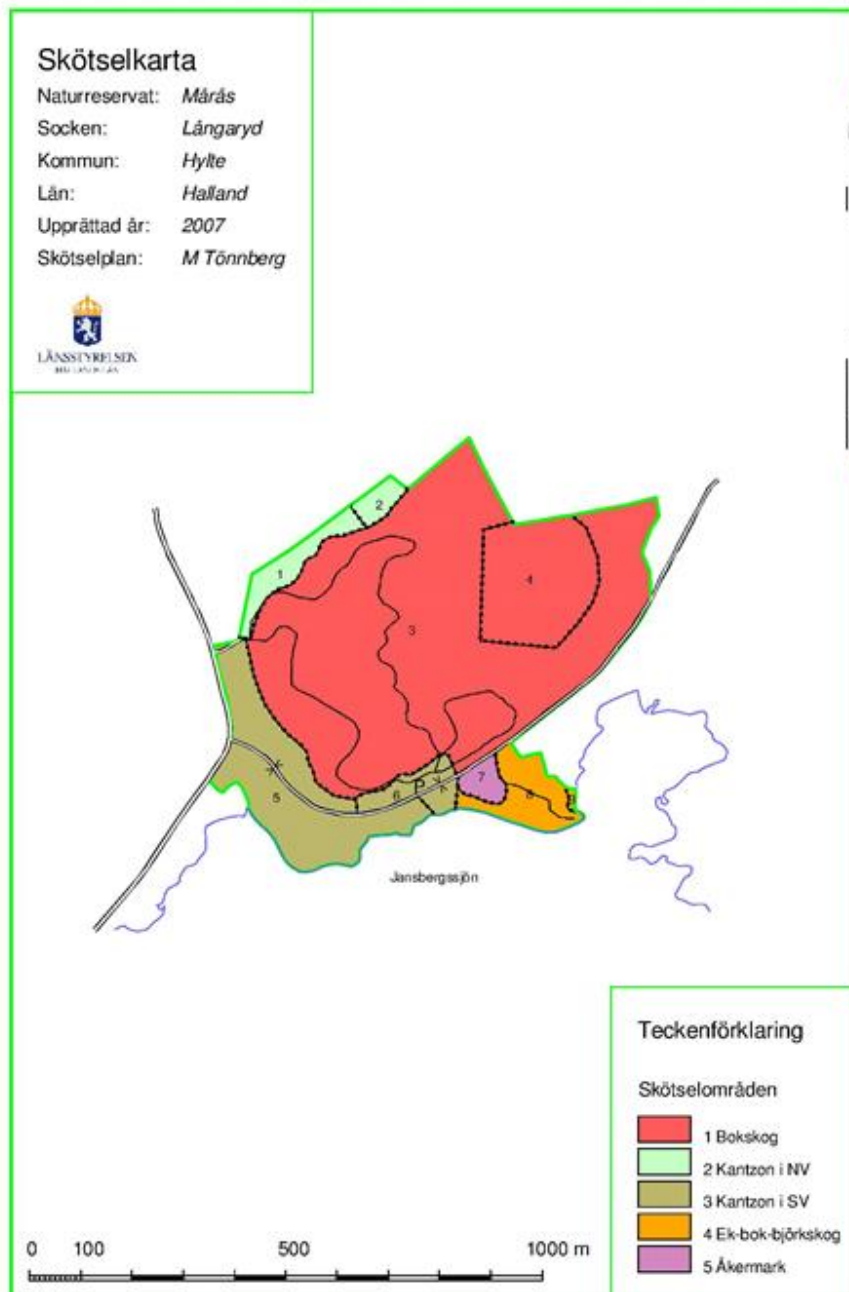 Skötselkarta
Naturreservat: Mårås
Socken: Långaryd
Kommun: Hylte
Län: Halland
Upprättad år: 2007
Skötselplan: M Tönnberg
LÄNSSTYRELSEN
2
1
4
3
P
7
6
5
8
Jansbergssjön
Teckenförklaring
Skötselområden
1 Bokskog
2 Kantzon i NV
3 Kantzon i SV
4 Ek-bok-björkskog
5 Åkermark
0 100 500 1000 m